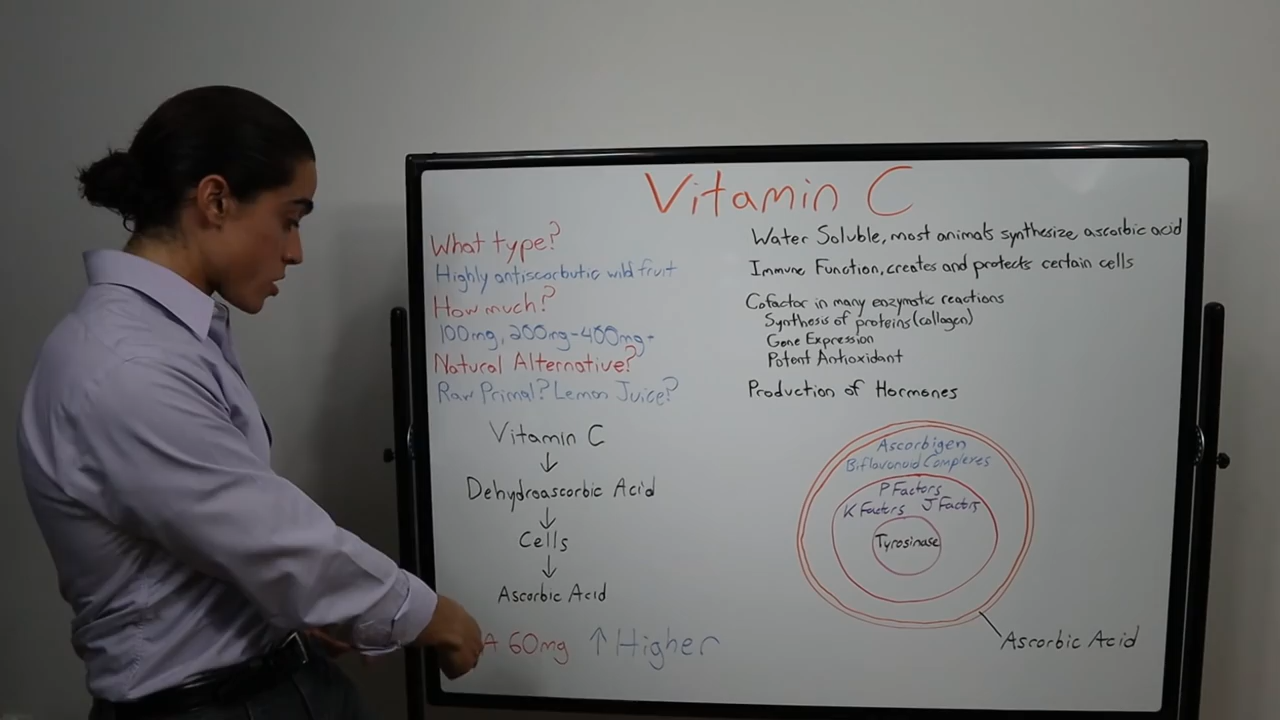 Vitamin C
What type?
Highly antiscorbutic wild fruit
How much?
100mg, 200mg-400mg+
Natural Alternative?
Raw Primal? Lemon Juice?
Vitamin C
↓
Dehydroascorbic Acid
↓
Cells
↓
Ascorbic Acid
A 60mg ↑ Higher
Water Soluble, most animals synthesize ascorbic acid
Immune Function, creates and protects certain cells
Cofactor in many enzymatic reactions
Synthesis of proteins (collagen)
Gene Expression
Potent Antioxidant
Production of Hormones
Ascorbigen
Biflavonoid Complexes
P Factors
K Factors J Factors
Tyrosinase
Ascorbic Acid